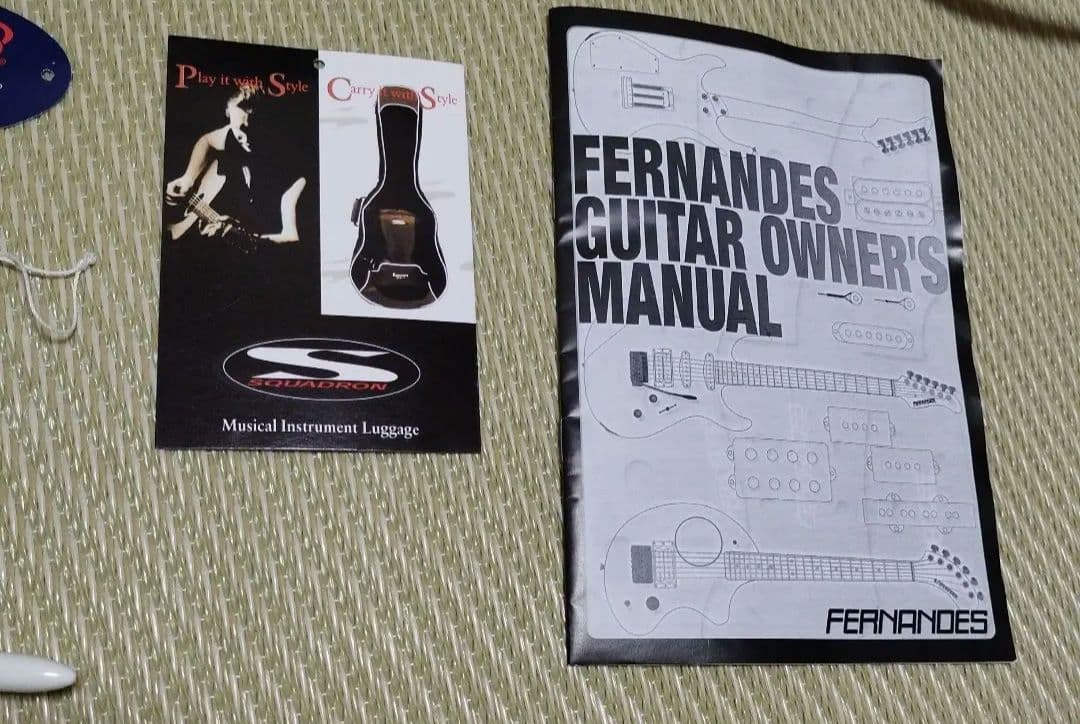 Play it with Style
Carry it with Style
SQUADRON
Musical Instrument Luggage
FERNANDES
GUITAR OWNER'S
MANUAL
FERNANDES